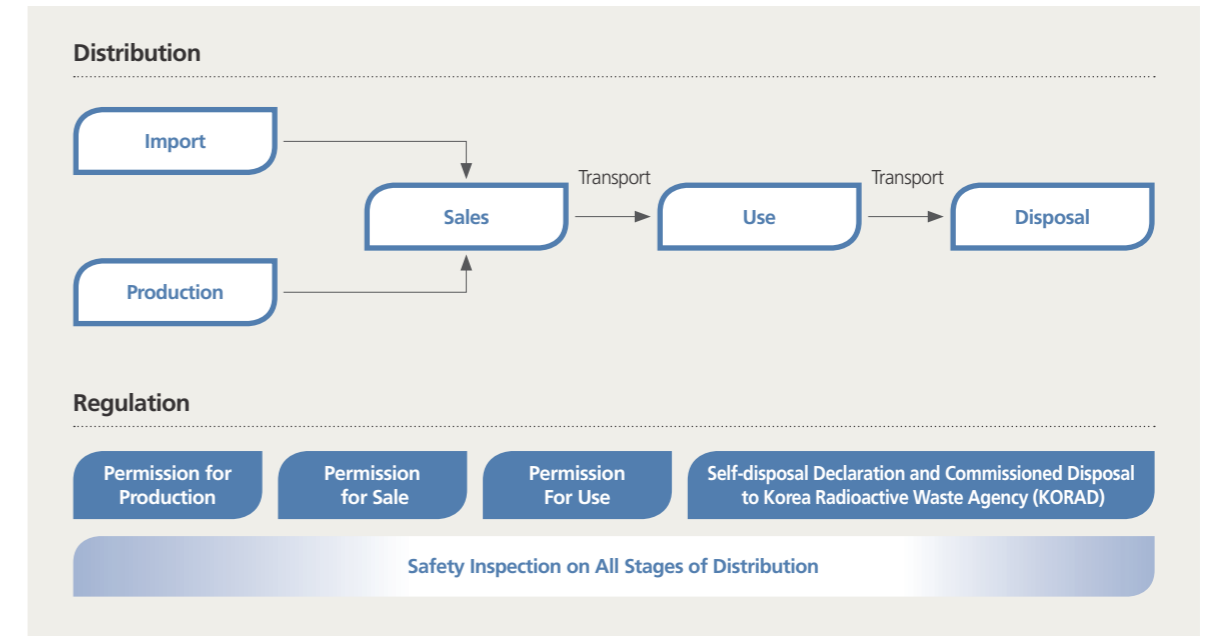 Distribution
Import
Transport
Transport
Sales
Use
Disposal
Production
Regulation
Permission for
Production
Permission
for Sale
Permission
For Use
Self-disposal Declaration and Commissioned Disposal
to Korea Radioactive Waste Agency (KORAD)
Safety Inspection on All Stages of Distribution